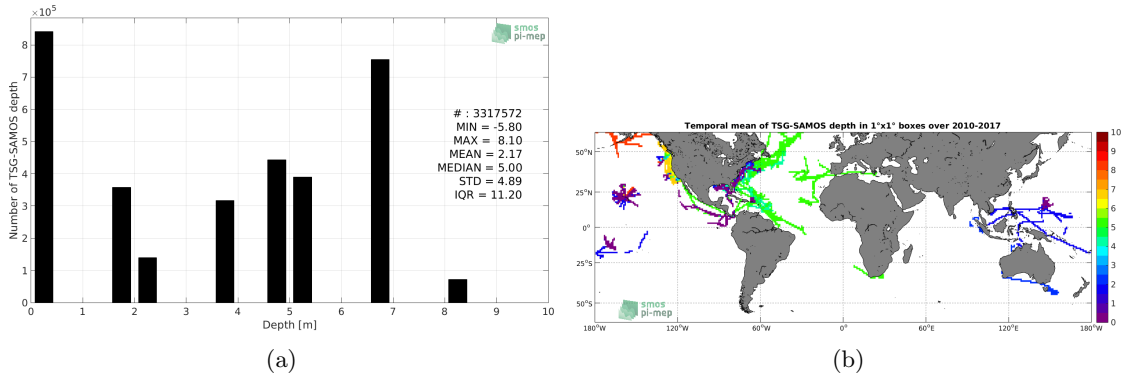 ×10⁵
9
8
7
6
5
4
3
2
1
0
Number of TSG-SAMOS depth
smos
pi-mep
# : 3317572
MIN = -5.80
MAX = 8.10
MEAN = 2.17
MEDIAN = 5.00
STD = 4.89
IQR = 11.20
0 1 2 3 4 5 6 7 8 9 10
Depth [m]
(a)
Temporal mean of TSG-SAMOS depth in 1°x1° boxes over 2010-2017
50°N
25°N
0°
25°S
50°S
smos
pi-mep
180°W 120°W 60°W 0° 60°E 120°E 180°E
10
9
8
7
6
5
4
3
2
1
0
(b)